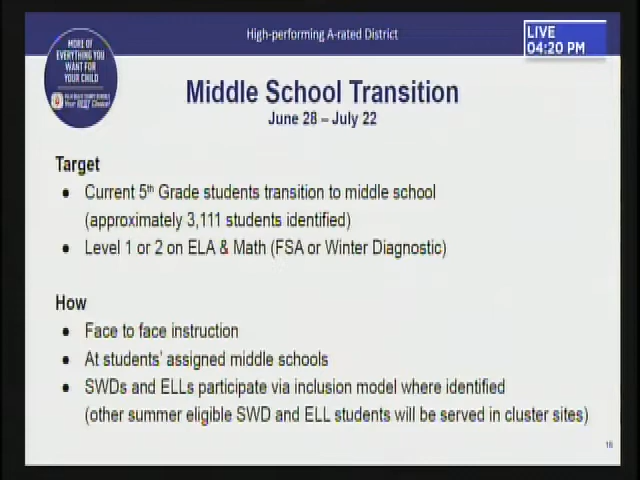 High-performing A-rated District
LIVE
04:20 PM
MORE OF
EVERYTHING YOU
WANT FOR
YOUR CHILD
Your BEST Choice!
Middle School Transition
June 28 – July 22
Target
● Current 5th Grade students transition to middle school
(approximately 3,111 students identified)
● Level 1 or 2 on ELA & Math (FSA or Winter Diagnostic)
How
● Face to face instruction
● At students' assigned middle schools
● SWDs and ELLs participate via inclusion model where identified
(other summer eligible SWD and ELL students will be served in cluster sites)